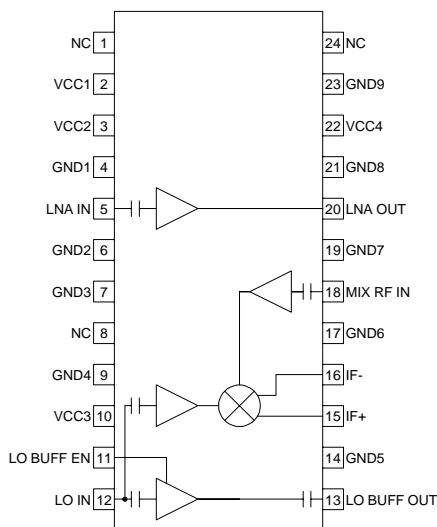 NC 1
24 NC
VCC1 2
23 GND9
VCC2 3
22 VCC4
GND1 4
21 GND8
LNA IN 5
20 LNA OUT
GND2 6
19 GND7
GND3 7
18 MIX RF IN
NC 8
17 GND6
GND4 9
16 IF-
VCC3 10
15 IF+
LO BUFF EN 11
14 GND5
LO IN 12
13 LO BUFF OUT